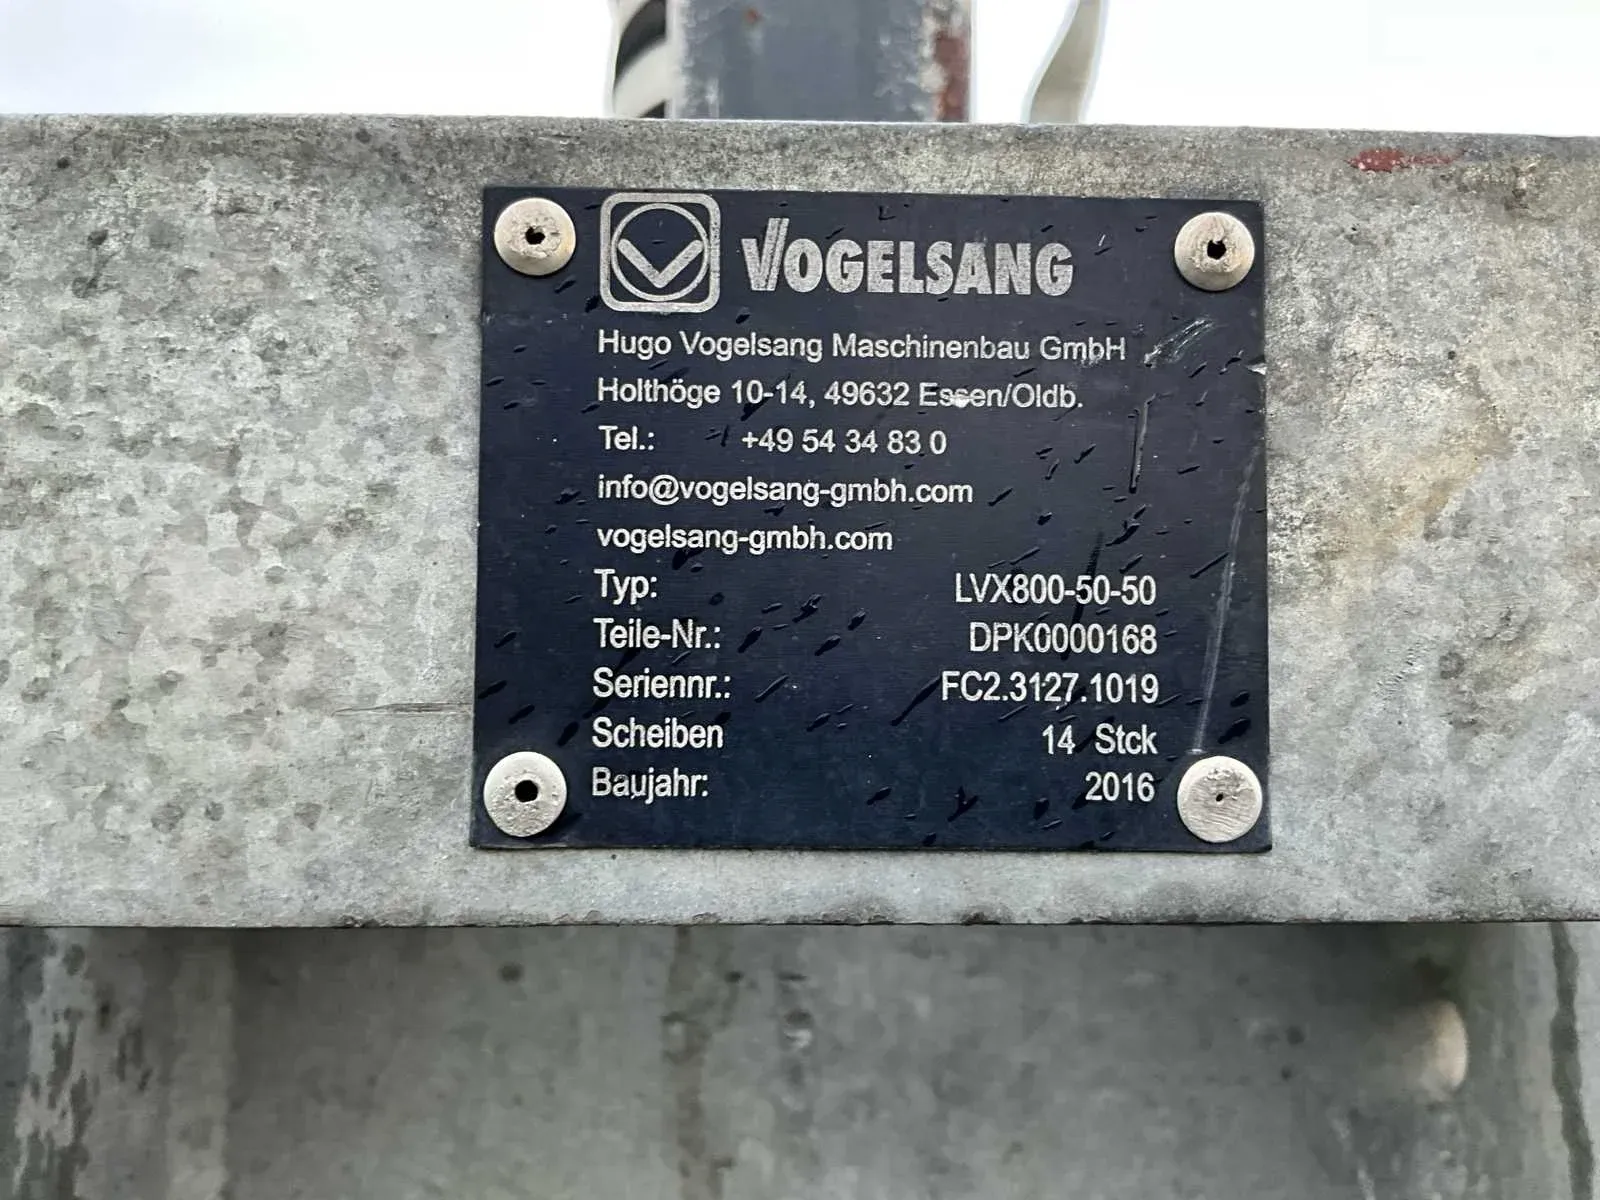 VOGELSANG
Hugo Vogelsang Maschinenbau GmbH
Holthöge 10-14, 49632 Essen/Oldb.
Tel.: +49 54 34 83 0
info@vogelsang-gmbh.com
vogelsang-gmbh.com
Typ: LVX800-50-50
Teile-Nr.: DPK0000168
Seriennr.: FC2.3127.1019
Scheiben 14 Stck
Baujahr: 2016